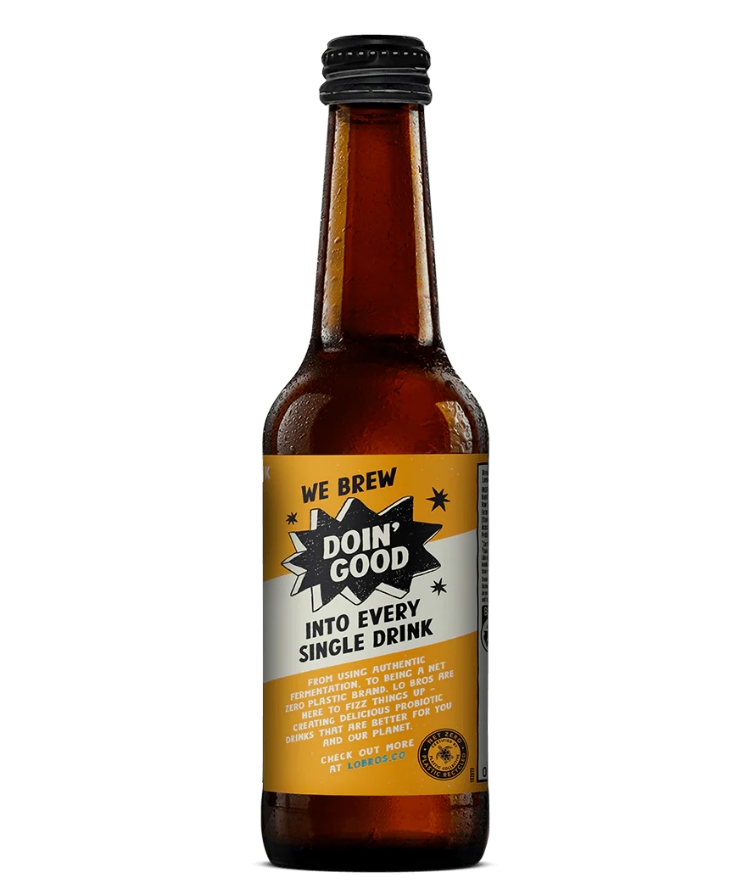 WE BREW
DOIN'
GOOD
INTO EVERY
SINGLE DRINK
FROM USING AUTHENTIC
FERMENTATION, TO BEING A NET
ZERO PLASTIC BRAND, LO BROS ARE
HERE TO FIZZ THINGS UP –
CREATING DELICIOUS PROBIOTIC
DRINKS THAT ARE BETTER FOR YOU
AND OUR PLANET.
CHECK OUT MORE
AT LOBROS.CO
NET ZERO
PLASTIC RECYCLED